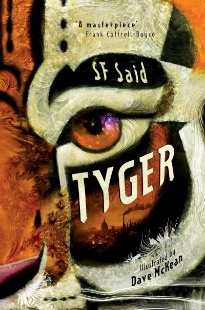 'A masterpiece'
Frank Cottrell-Boyce
SF Said
TYGER
Illustrated by
Dave McKean